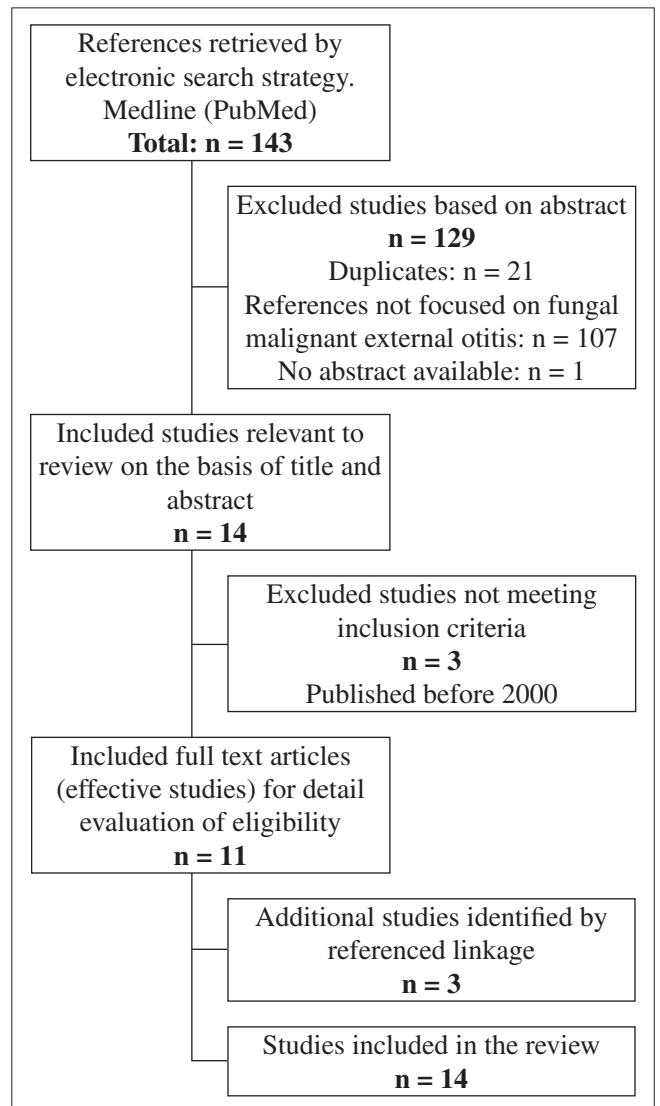 References retrieved by
electronic search strategy.
Medline (PubMed)
Total: n = 143
Excluded studies based on abstract
n = 129
Duplicates: n = 21
References not focused on fungal
malignant external otitis: n = 107
No abstract available: n = 1
Included studies relevant to
review on the basis of title and
abstract
n = 14
Excluded studies not meeting
inclusion criteria
n = 3
Published before 2000
Included full text articles
(effective studies) for detail
evaluation of eligibility
n = 11
Additional studies identified by
referenced linkage
n = 3
Studies included in the review
n = 14